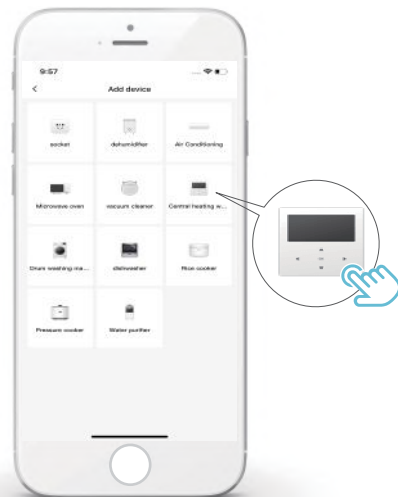 9:57
Add device
socket
dehumidifier
Air Conditioning
Microwave oven
vacuum cleaner
Central heating w...
Drum washing ma...
dishwasher
Rice cooker
Pressure cooker
Water purifier